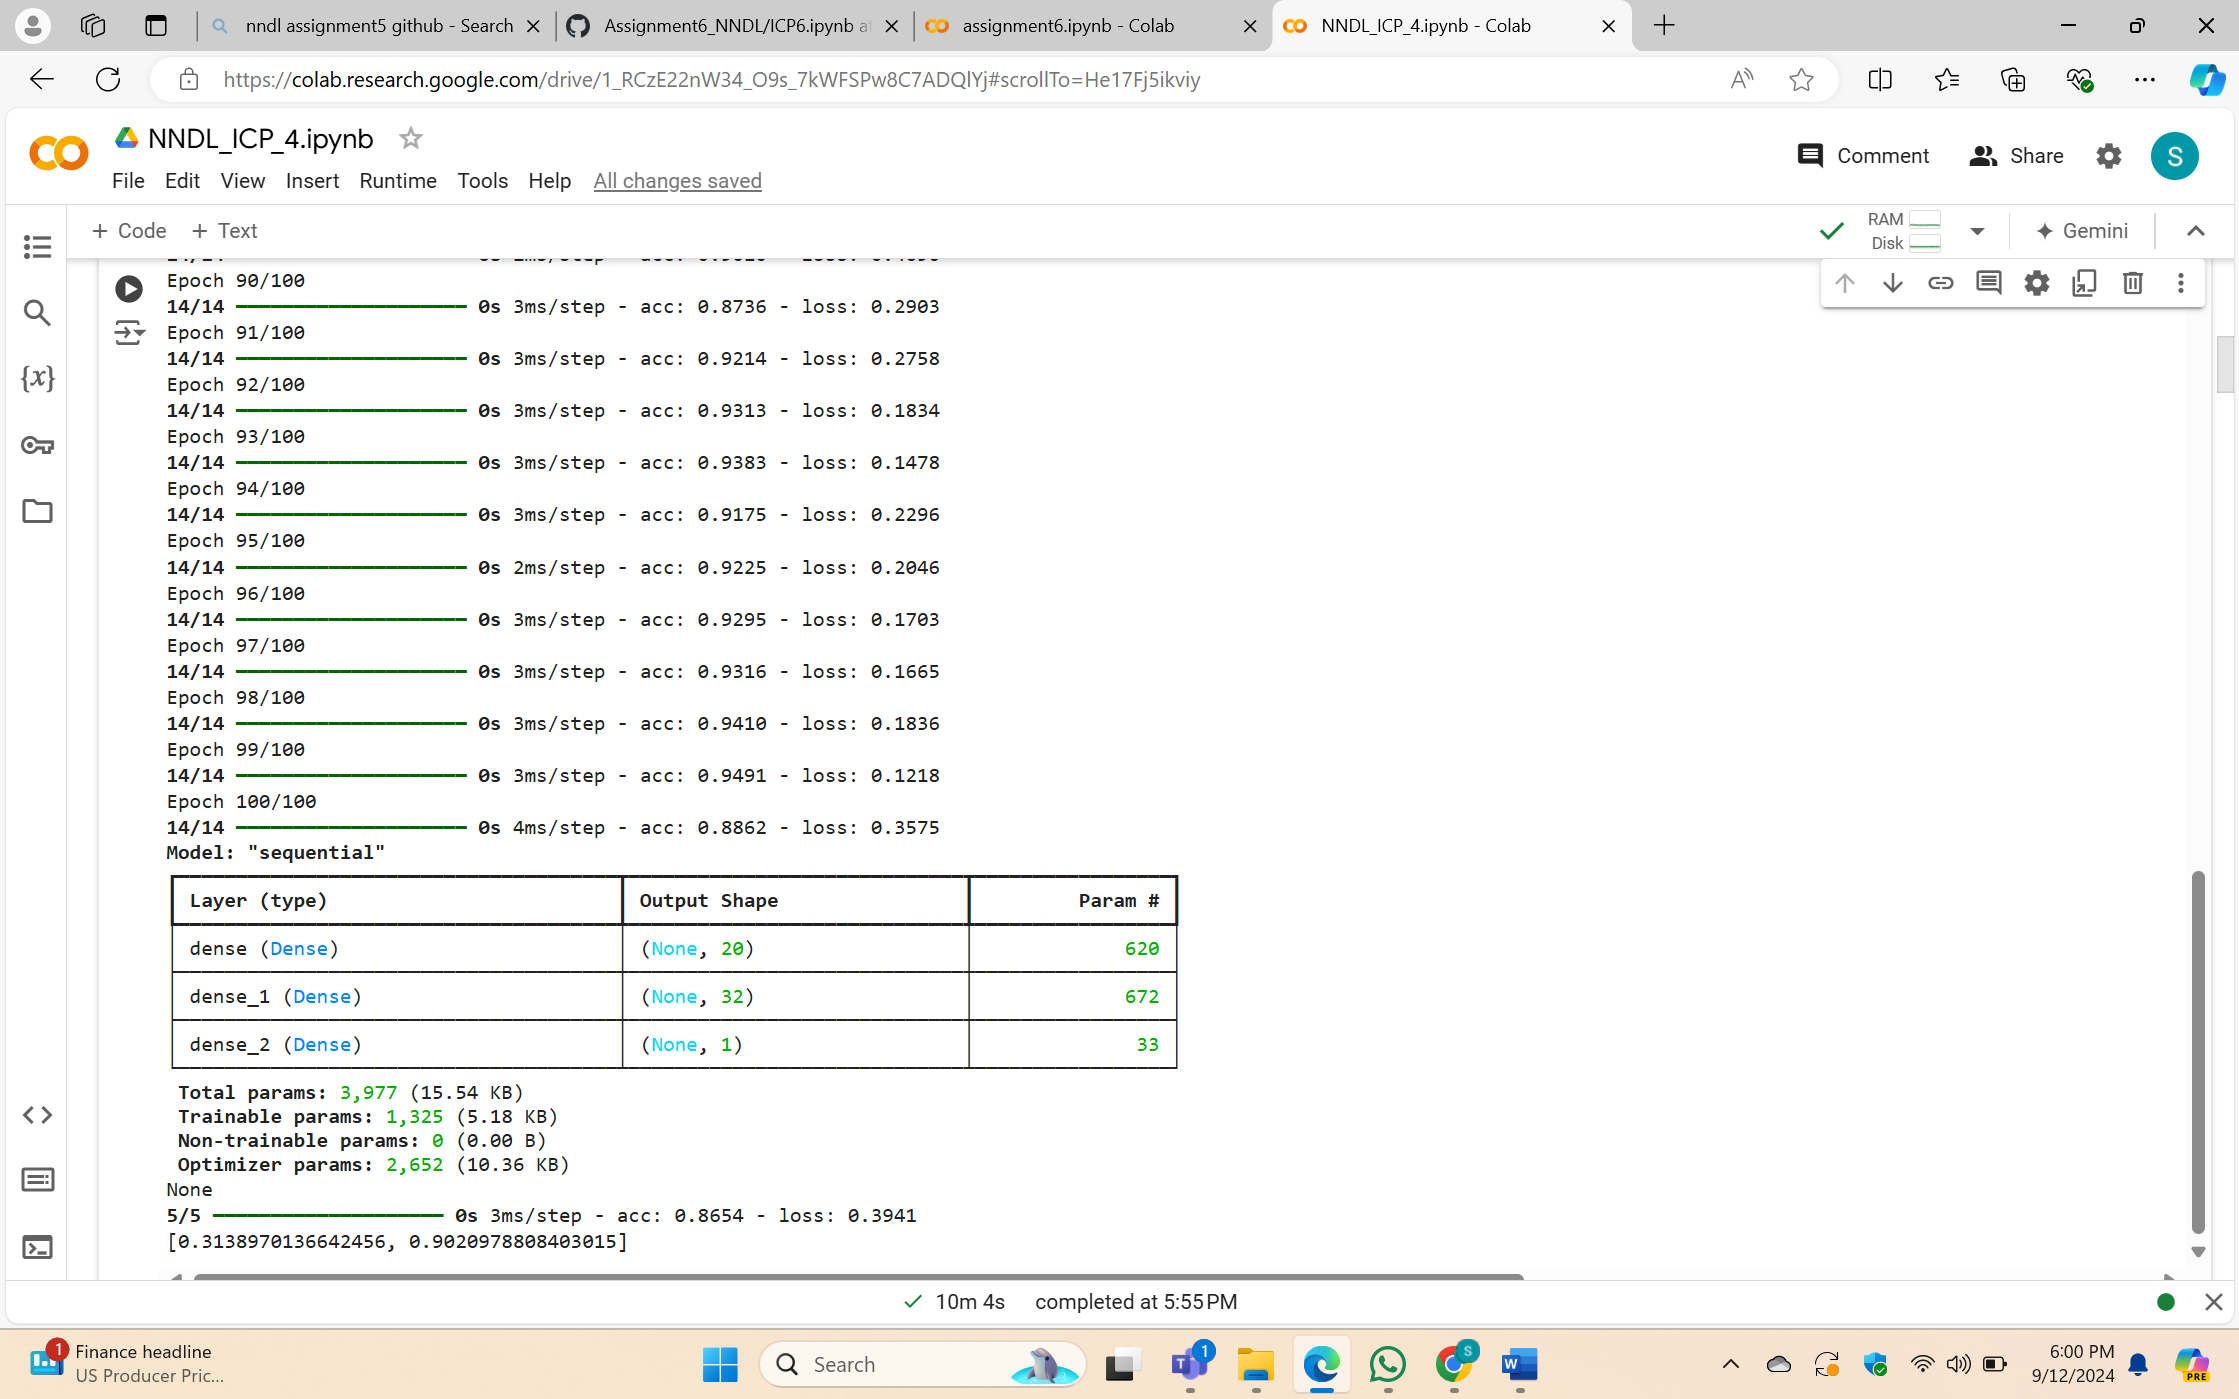 nndl assignment5 github - Search
Assignment6_NNDL/ICP6.ipynb at
assignment6.ipynb - Colab
NNDL_ICP_4.ipynb - Colab
https://colab.research.google.com/drive/1_RCzE22nW34_O9s_7kWFSPw8C7ADQlYj#scrollTo=He17Fj5ikviy
NNDL_ICP_4.ipynb
Comment
Share
S
File Edit View Insert Runtime Tools Help All changes saved
+ Code + Text
RAM
Disk
Gemini
Epoch 90/100
14/14 0s 3ms/step - acc: 0.8736 - loss: 0.2903
Epoch 91/100
14/14 0s 3ms/step - acc: 0.9214 - loss: 0.2758
Epoch 92/100
14/14 0s 3ms/step - acc: 0.9313 - loss: 0.1834
Epoch 93/100
14/14 0s 3ms/step - acc: 0.9383 - loss: 0.1478
Epoch 94/100
14/14 0s 3ms/step - acc: 0.9175 - loss: 0.2296
Epoch 95/100
14/14 0s 2ms/step - acc: 0.9225 - loss: 0.2046
Epoch 96/100
14/14 0s 3ms/step - acc: 0.9295 - loss: 0.1703
Epoch 97/100
14/14 0s 3ms/step - acc: 0.9316 - loss: 0.1665
Epoch 98/100
14/14 0s 3ms/step - acc: 0.9410 - loss: 0.1836
Epoch 99/100
14/14 0s 3ms/step - acc: 0.9491 - loss: 0.1218
Epoch 100/100
14/14 0s 4ms/step - acc: 0.8862 - loss: 0.3575
Model: "sequential"
Layer (type) Output Shape Param #
dense (Dense) (None, 20) 620
dense_1 (Dense) (None, 32) 672
dense_2 (Dense) (None, 1) 33
Total params: 3,977 (15.54 KB)
Trainable params: 1,325 (5.18 KB)
Non-trainable params: 0 (0.00 B)
Optimizer params: 2,652 (10.36 KB)
None
5/5 0s 3ms/step - acc: 0.8654 - loss: 0.3941
[0.3138970136642456, 0.9020978808403015]
10m 4s completed at 5:55 PM
1
Finance headline
US Producer Pric...
Search
1
S
6:00 PM
9/12/2024
PRE